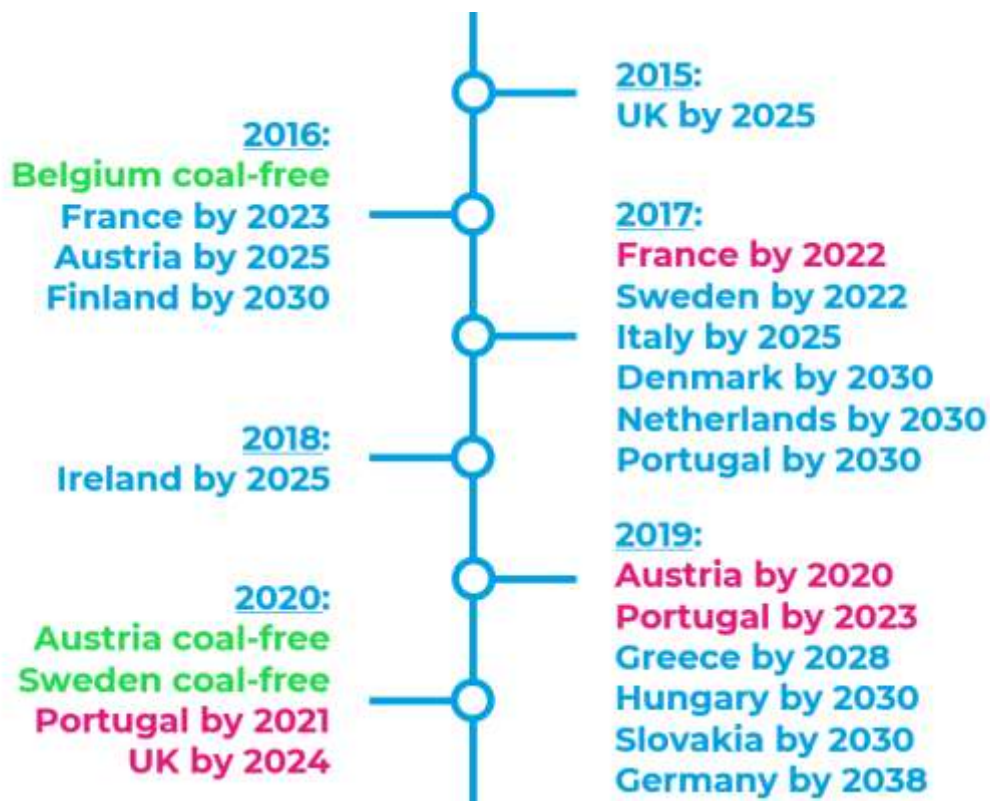 2015:
UK by 2025
2016:
Belgium coal-free
France by 2023
Austria by 2025
Finland by 2030
2017:
France by 2022
Sweden by 2022
Italy by 2025
Denmark by 2030
Netherlands by 2030
Portugal by 2030
2018:
Ireland by 2025
2019:
Austria by 2020
Portugal by 2023
Greece by 2028
Hungary by 2030
Slovakia by 2030
Germany by 2038
2020:
Austria coal-free
Sweden coal-free
Portugal by 2021
UK by 2024